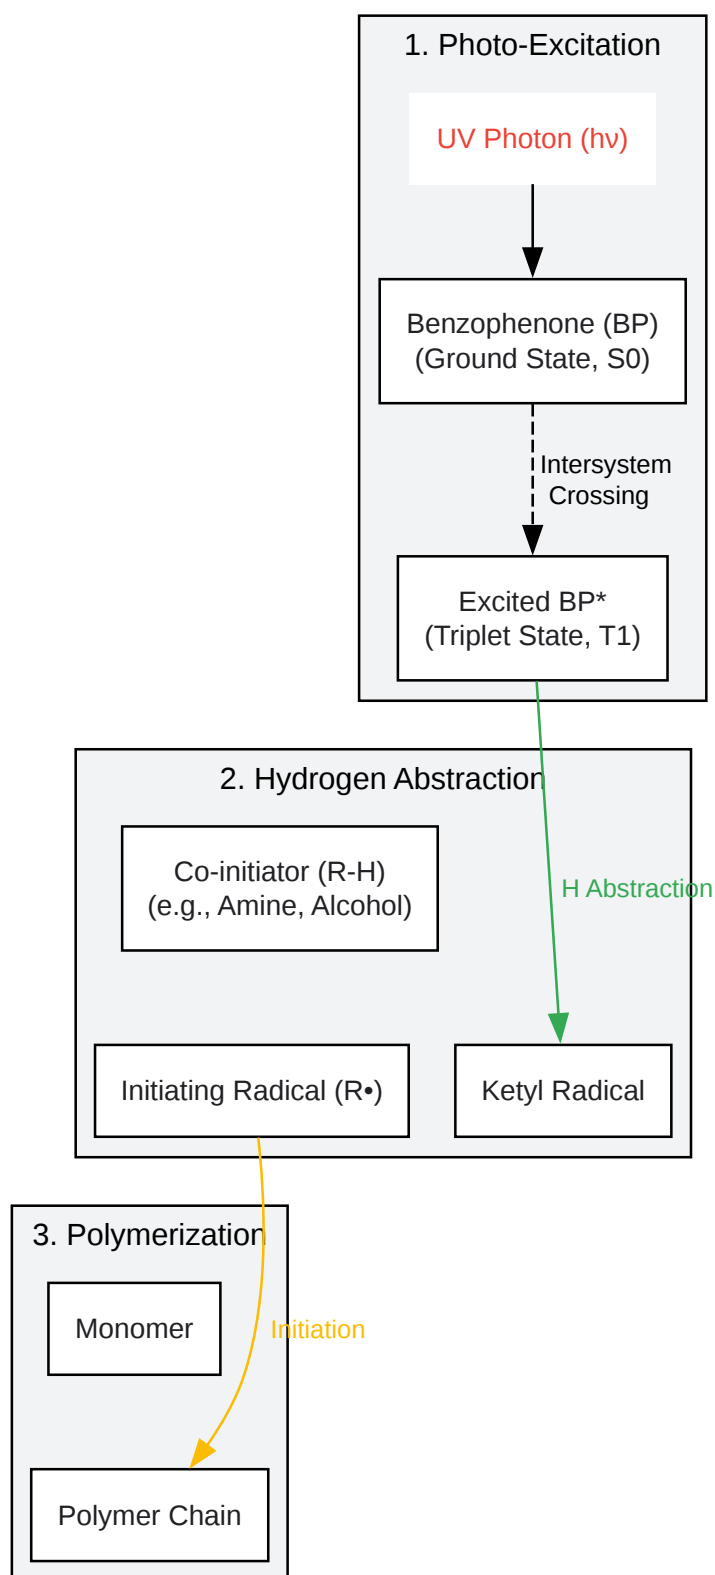 1. Photo-Excitation
UV Photon (hν)
Benzophenone (BP)
(Ground State, S0)
Intersystem
Crossing
Excited BP*
(Triplet State, T1)
2. Hydrogen Abstraction
Co-initiator (R-H)
(e.g., Amine, Alcohol)
H Abstraction
Initiating Radical (R•)
Ketyl Radical
3. Polymerization
Monomer
Initiation
Polymer Chain